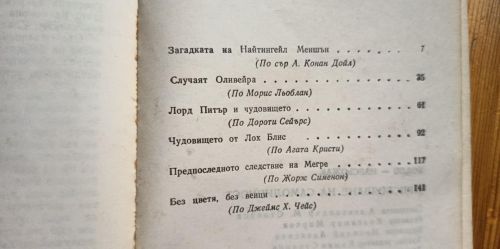 Загадката на Найтингейл Меншън . . . . 7
(По сър А. Конан Дойл)
Случаят Оливейра . . . . . . . . . . 35
(По Морис Льоблан)
Лорд Питър и чудовището . . . . . . . 61
(По Дороти Сейърс)
Чудовището от Лох Блис . . . . . . . 92
(По Агата Кристи)
Предпоследното следствие на Мегре . . . . 117
(По Жорж Сименон)
Без цветя, без венци . . . . . . . . 141
(По Джеймс Х. Чейс)